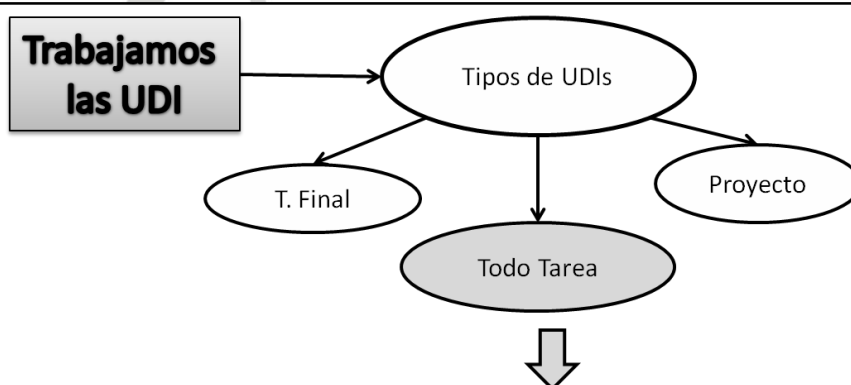 Trabajamos
las UDI
Tipos de UDIs
T. Final
Proyecto
Todo Tarea